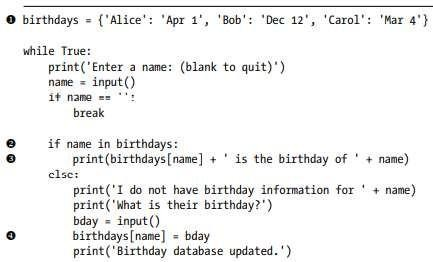 ❶ birthdays = {'Alice': 'Apr 1', 'Bob': 'Dec 12', 'Carol': 'Mar 4'}
while True:
    print('Enter a name: (blank to quit)')
    name = input()
    if name == '':
        break
❷     if name in birthdays:
❸         print(birthdays[name] + ' is the birthday of ' + name)
    else:
        print('I do not have birthday information for ' + name)
        print('What is their birthday?')
        bday = input()
❹         birthdays[name] = bday
        print('Birthday database updated.')